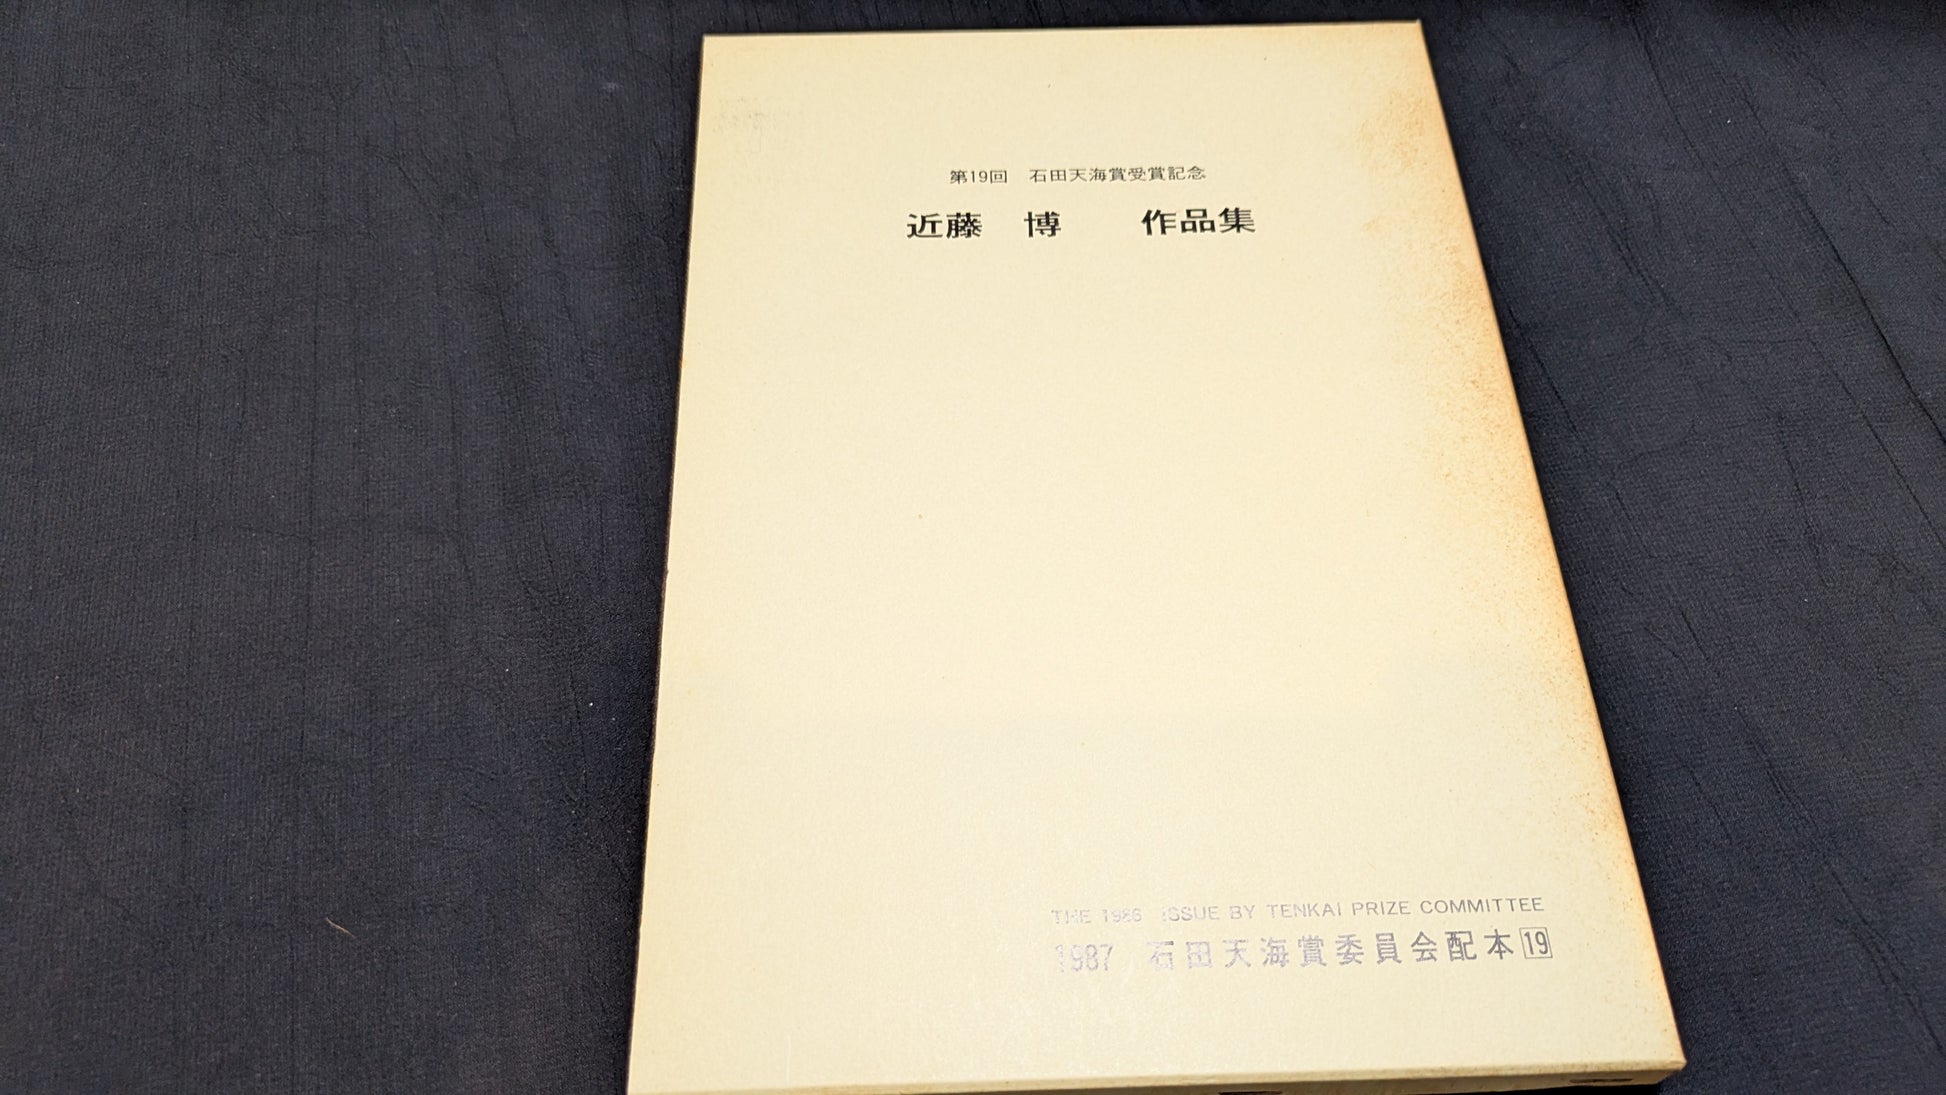 第19回　石田天海賞受賞記念
近藤　博　　作品集
THE 1986 ISSUE BY TENKAI PRIZE COMMITTEE
1987 石田天海賞委員会配本 19